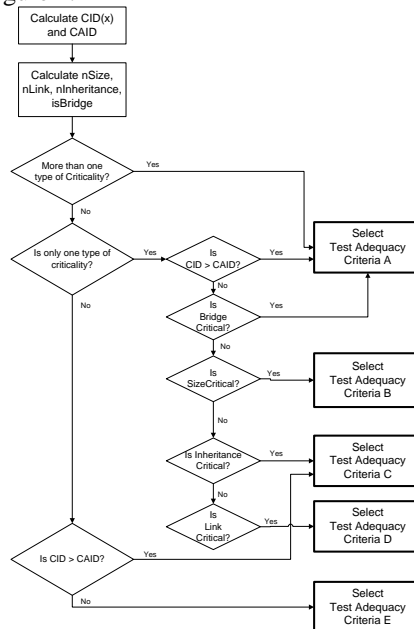 Calculate CID(x)
and CAID
Calculate nSize,
nLink, nInheritance,
isBridge
More than one
type of Criticality?
Yes
No
Is only one type of
criticality?
Yes
Is
CID > CAID?
Yes
Select
Test Adequacy
Criteria A
No
No
Is
Bridge
Critical?
Yes
No
Is
SizeCritical?
Yes
Select
Test Adequacy
Criteria B
No
Is Inheritance
Critical?
Yes
Select
Test Adequacy
Criteria C
No
Is
Link
Critical?
Yes
Select
Test Adequacy
Criteria D
Is CID > CAID?
Yes
No
Select
Test Adequacy
Criteria E